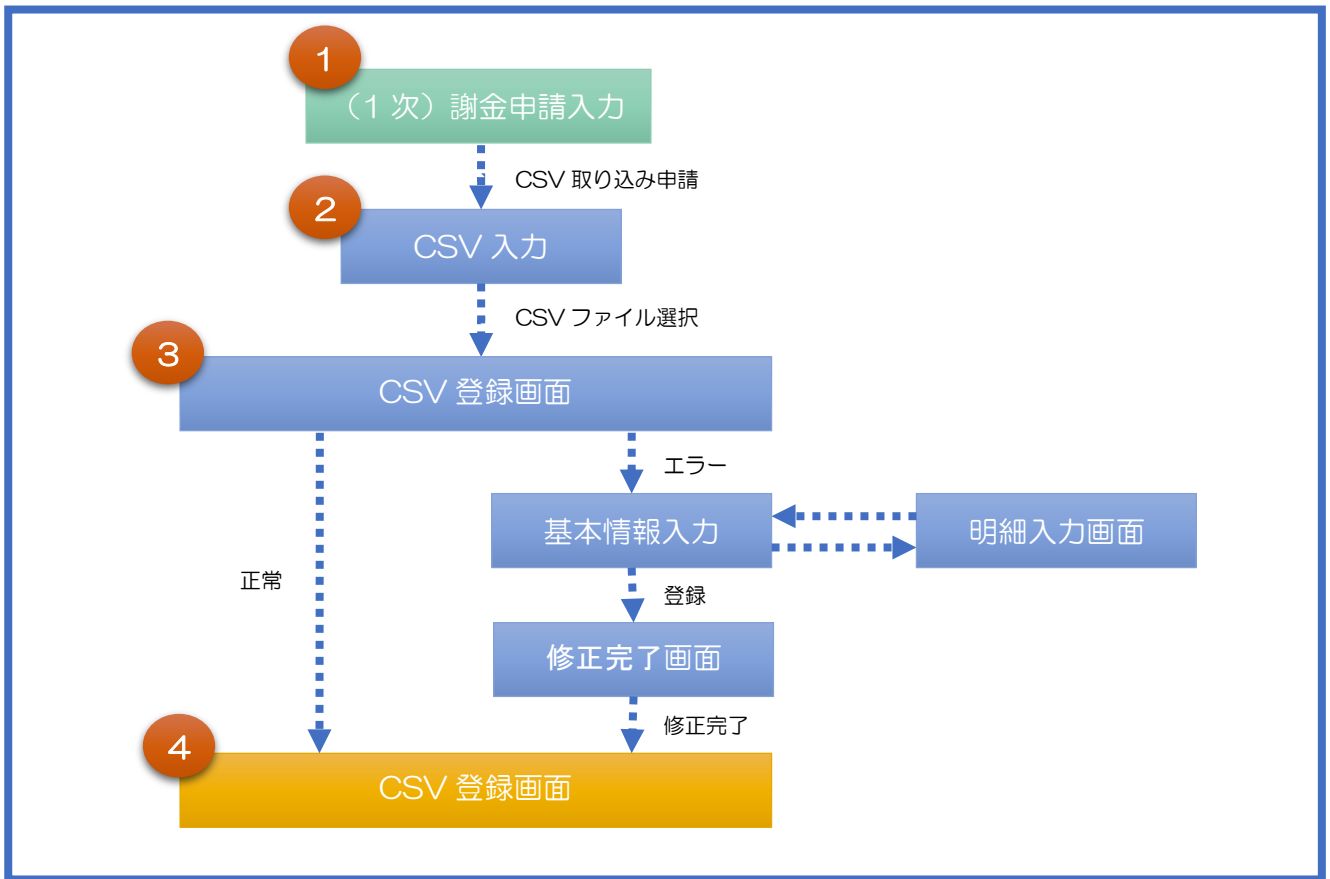 1
（1次）謝金申請入力
CSV 取り込み申請
2
CSV 入力
CSV ファイル選択
3
CSV 登録画面
エラー
基本情報入力
明細入力画面
正常
登録
修正完了画面
修正完了
4
CSV 登録画面